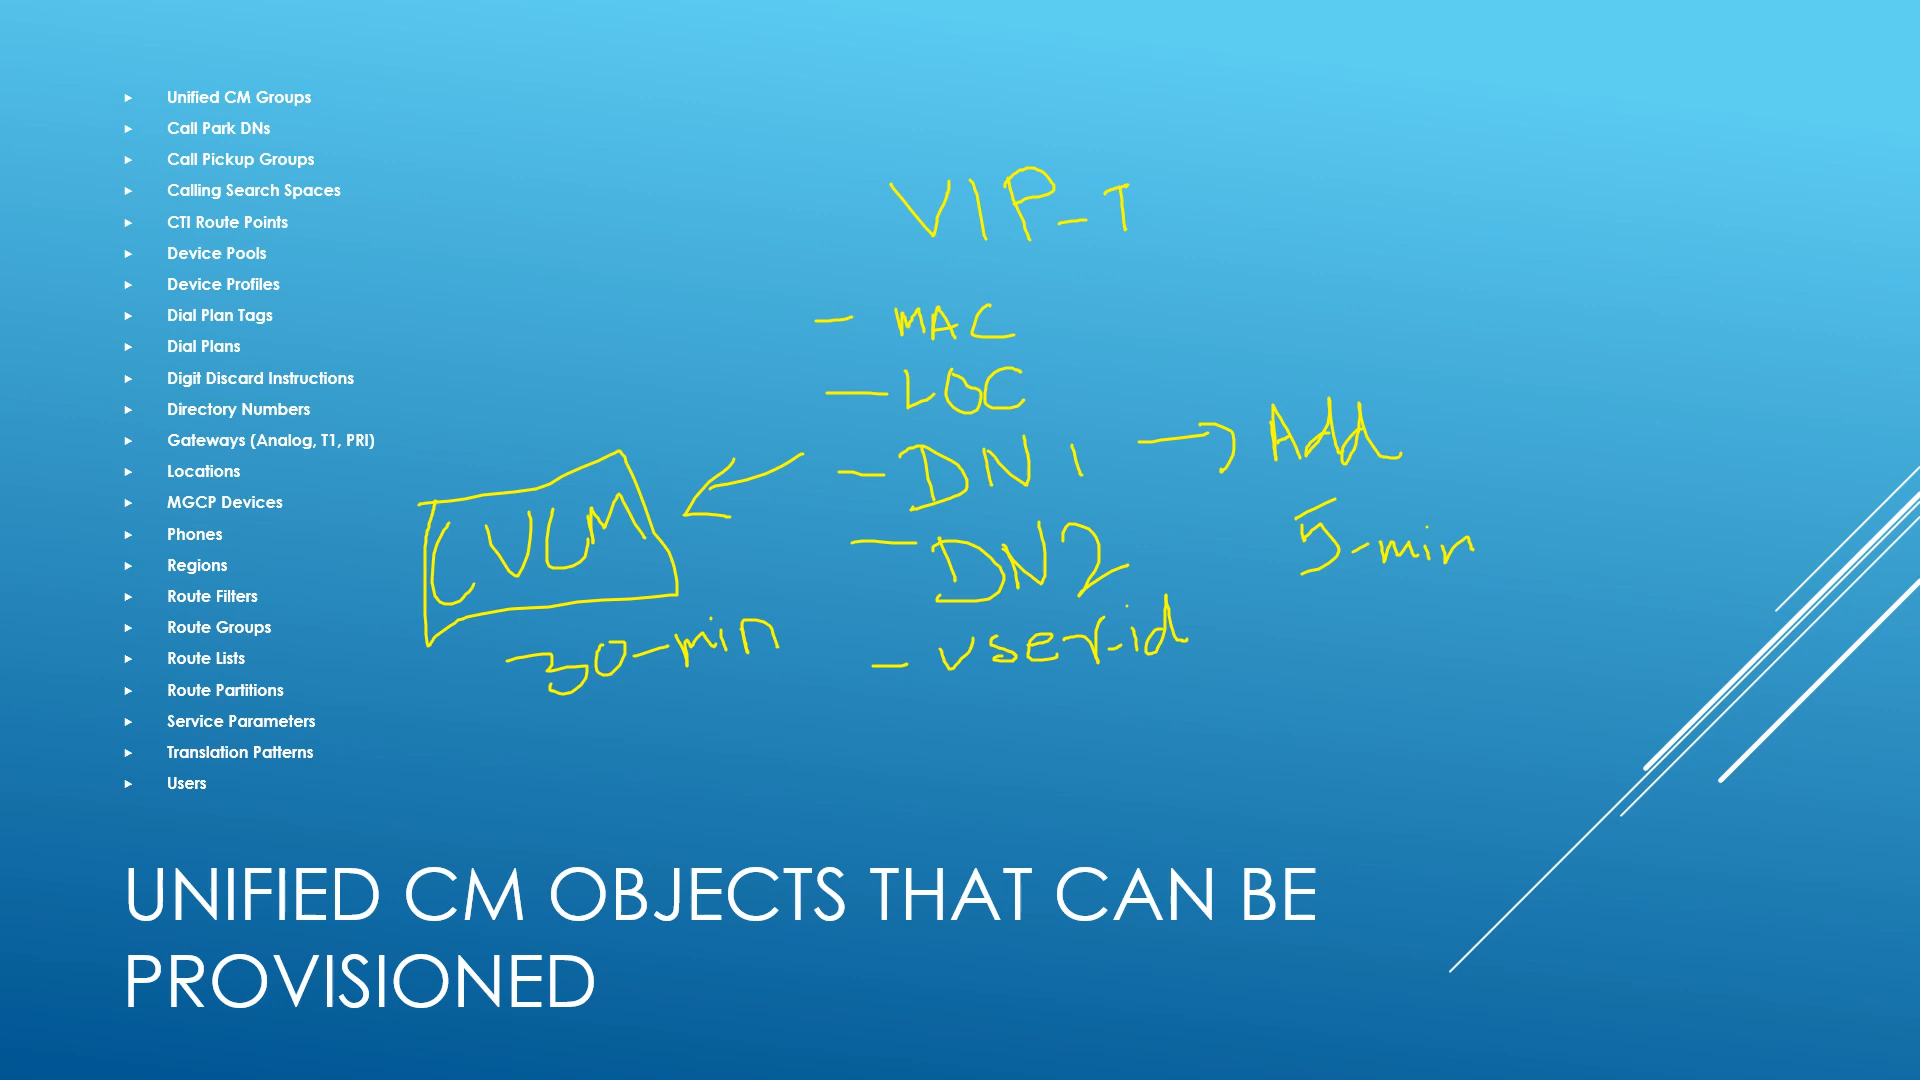 Unified CM Groups
Call Park DNs
Call Pickup Groups
Calling Search Spaces
CTI Route Points
Device Pools
Device Profiles
Dial Plan Tags
Dial Plans
Digit Discard Instructions
Directory Numbers
Gateways (Analog, T1, PRI)
Locations
MGCP Devices
Phones
Regions
Route Filters
Route Groups
Route Lists
Route Partitions
Service Parameters
Translation Patterns
Users
VIP-T
- MAC
- LOC
- DN1 → Add
5-min
- DN2
- user-id
CUCM
30-min
UNIFIED CM OBJECTS THAT CAN BE
PROVISIONED